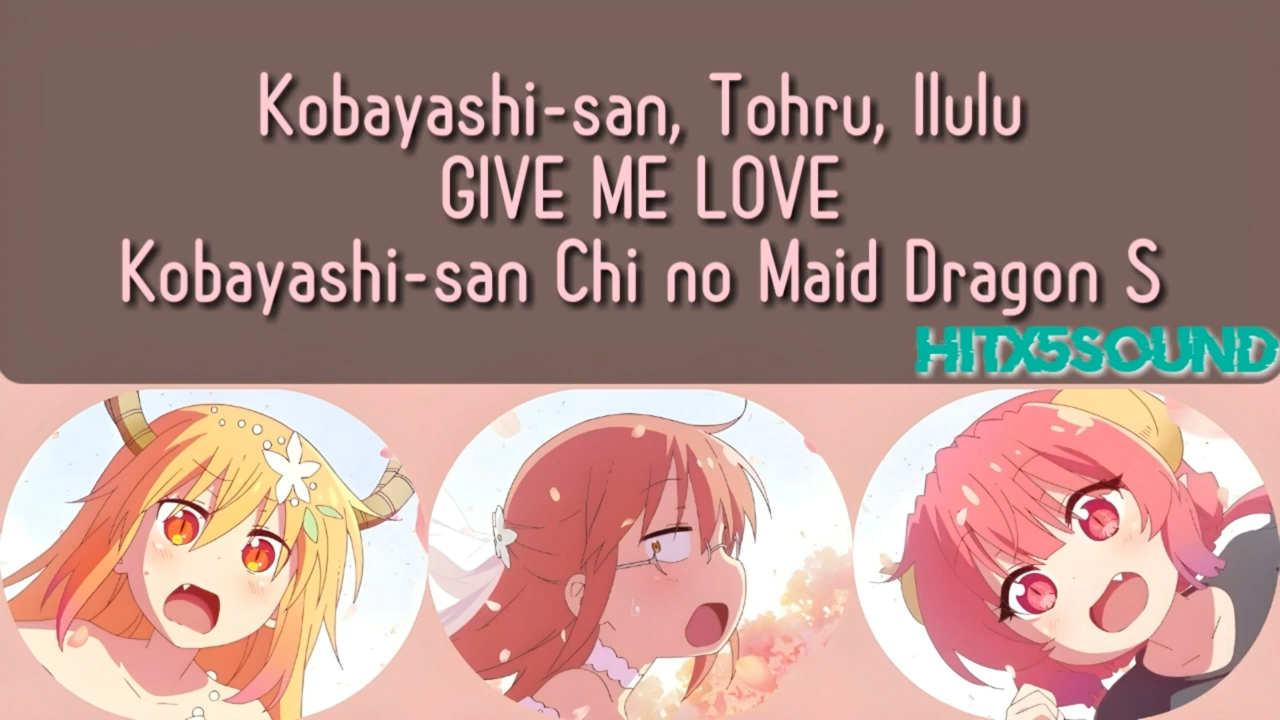 Kobayashi-san, Tohru, Ilulu
GIVE ME LOVE
Kobayashi-san Chi no Maid Dragon S
HITX5SOUND